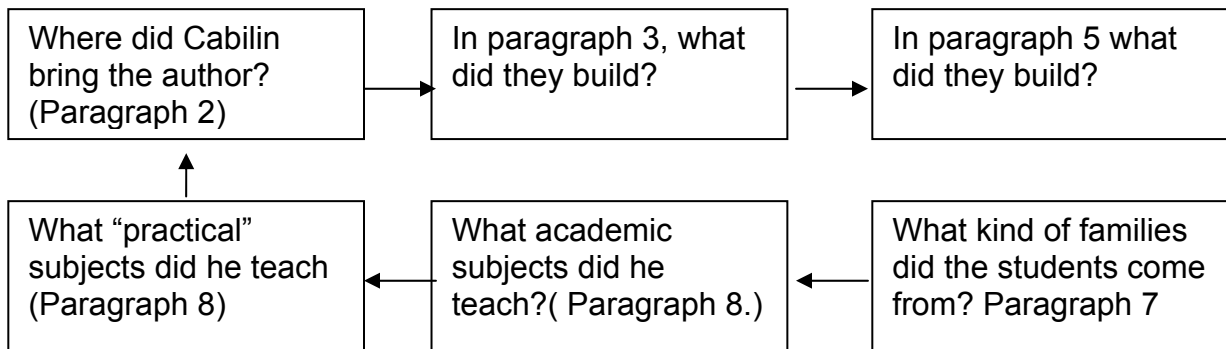 Where did Cabilin
bring the author?
(Paragraph 2)
In paragraph 3, what
did they build?
In paragraph 5 what
did they build?
What “practical”
subjects did he teach
(Paragraph 8)
What academic
subjects did he
teach?( Paragraph 8.)
What kind of families
did the students come
from? Paragraph 7